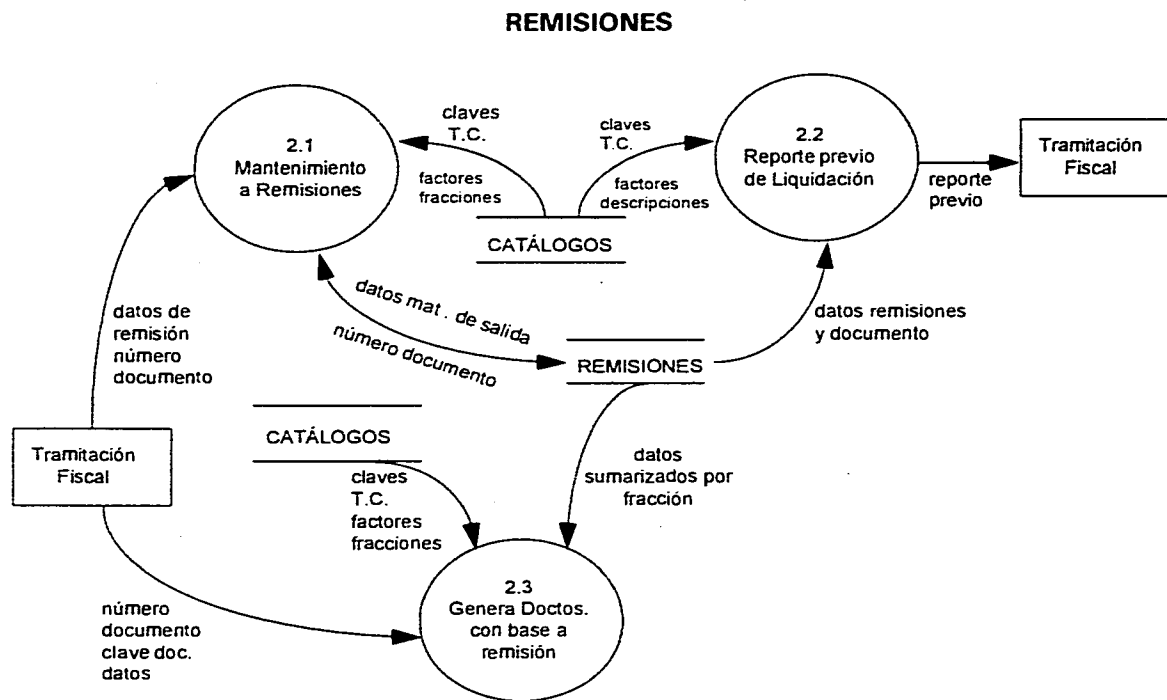 REMISIONES
claves
T.C.
factores
fracciones
2.1
Mantenimiento
a Remisiones
claves
T.C.
factores
descripciones
2.2
Reporte previo
de Liquidación
reporte
previo
Tramitación
Fiscal
CATÁLOGOS
datos de
remisión
número
documento
datos mat. de salida
número documento
REMISIONES
datos remisiones
y documento
CATÁLOGOS
claves
T.C.
factores
fracciones
datos
sumarizados por
fracción
Tramitación
Fiscal
número
documento
clave doc.
datos
2.3
Genera Doctos.
con base a
remisión